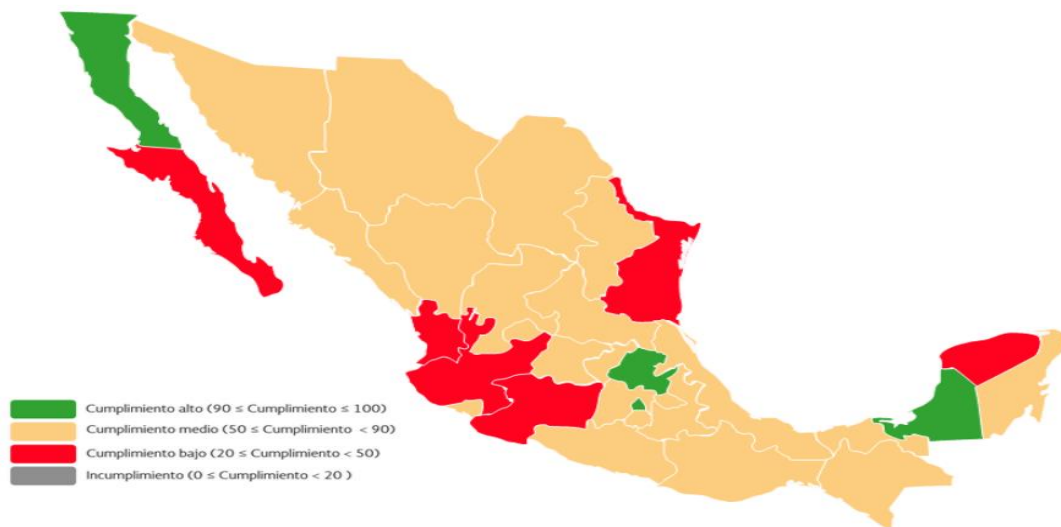 Cumplimiento alto (90 ≤ Cumplimiento ≤ 100)
Cumplimiento medio (50 ≤ Cumplimiento < 90)
Cumplimiento bajo (20 ≤ Cumplimiento < 50)
Incumplimiento (0 ≤ Cumplimiento < 20 )